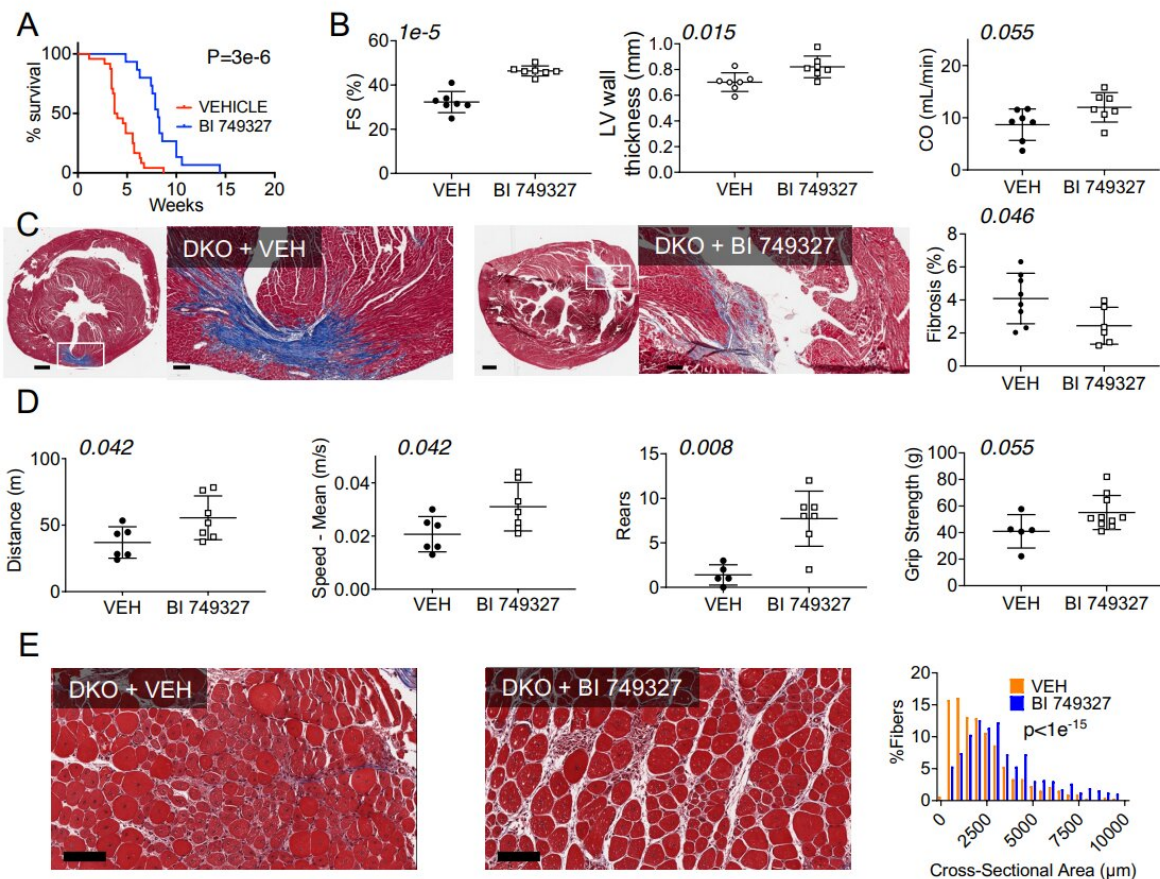 A
P=3e-6
100
50
0
% survival
VEHICLE
BI 749327
0 5 10 15 20
Weeks
B
1e-5
60
40
20
0
FS (%)
VEH BI 749327
0.015
1.0
0.8
0.6
0.4
0.2
0.0
LV wall
thickness (mm)
VEH BI 749327
0.055
20
10
0
CO (mL/min)
VEH BI 749327
C
DKO + VEH
DKO + BI 749327
0.046
8
6
4
2
0
Fibrosis (%)
VEH BI 749327
D
0.042
100
50
0
Distance (m)
VEH BI 749327
0.042
0.04
0.02
0.00
Speed - Mean (m/s)
VEH BI 749327
0.008
15
10
5
0
Rears
VEH BI 749327
0.055
100
80
60
40
20
0
Grip Strength (g)
VEH BI 749327
E
DKO + VEH
DKO + BI 749327
20
15
10
5
0
%Fibers
VEH
BI 749327
p<1e-15
0 2500 5000 7500 10000
Cross-Sectional Area (µm)